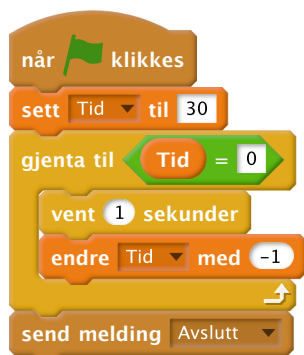 når klikkes
sett Tid til 30
gjenta til Tid = 0
vent 1 sekunder
endre Tid med -1
send melding Avslutt